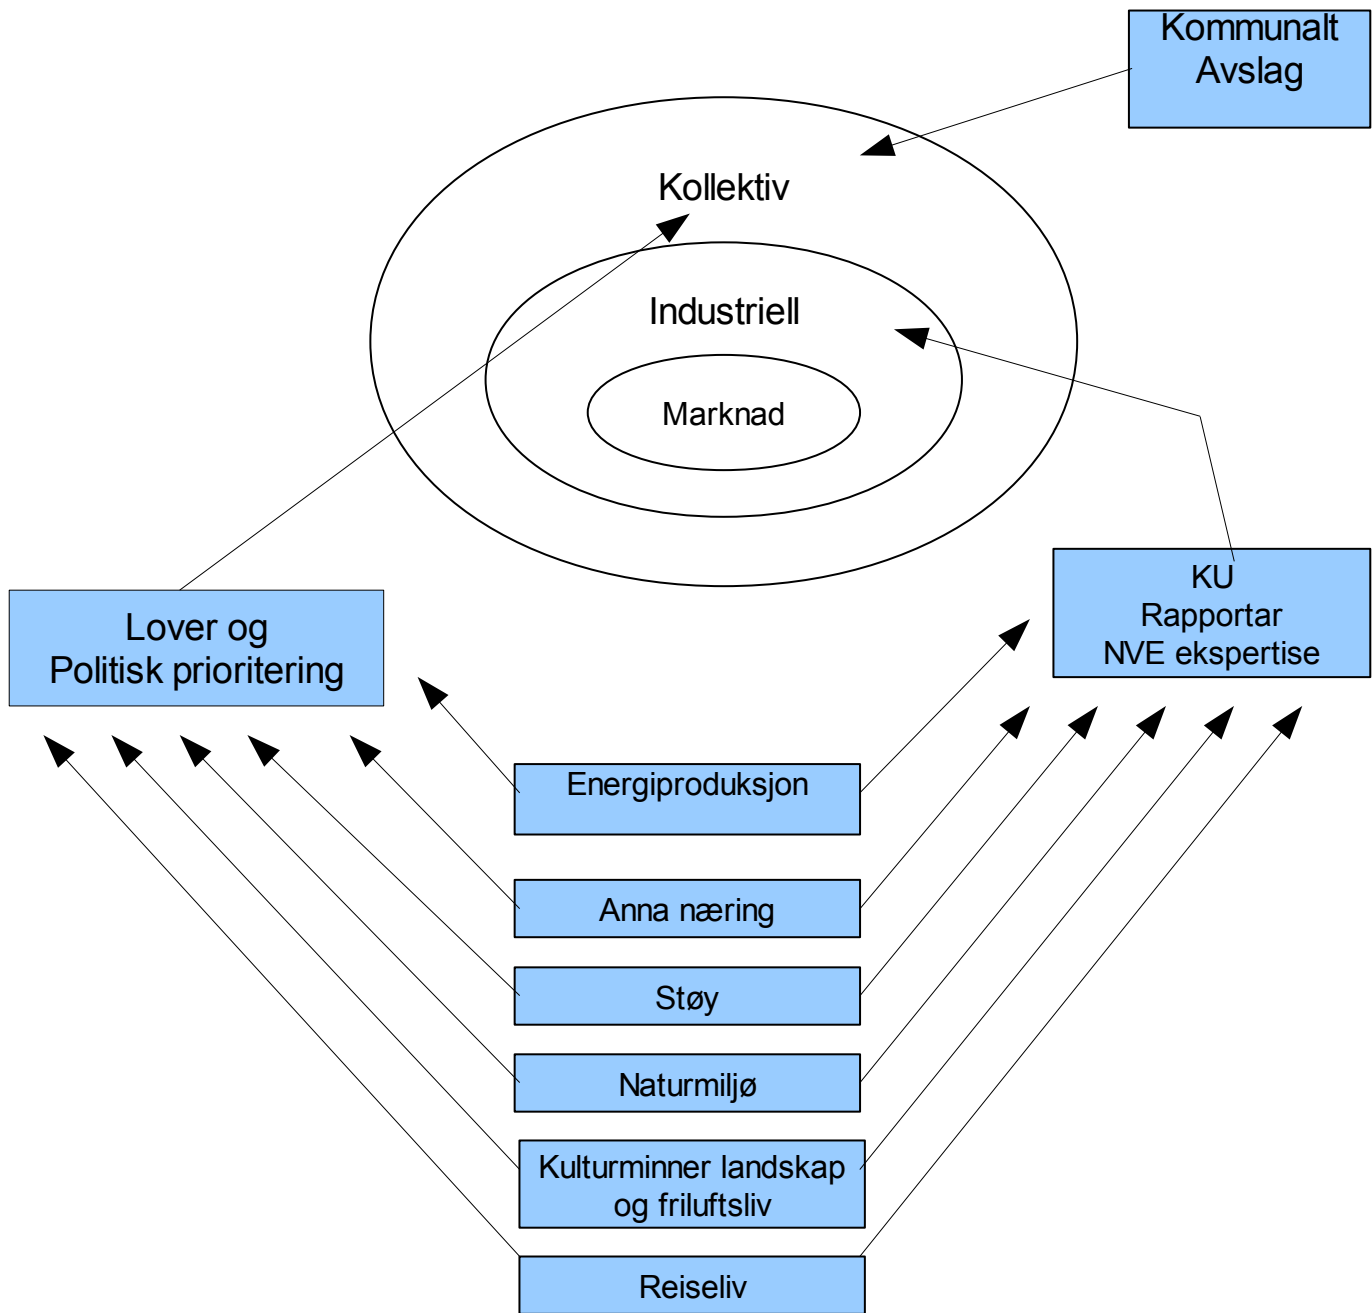 Kommunalt
Avslag
Kollektiv
Industriell
Marknad
Lover og
Politisk prioritering
KU
Rapportar
NVE ekspertise
Energiproduksjon
Anna næring
Støy
Naturmiljø
Kulturminner landskap
og friluftsliv
Reiseliv